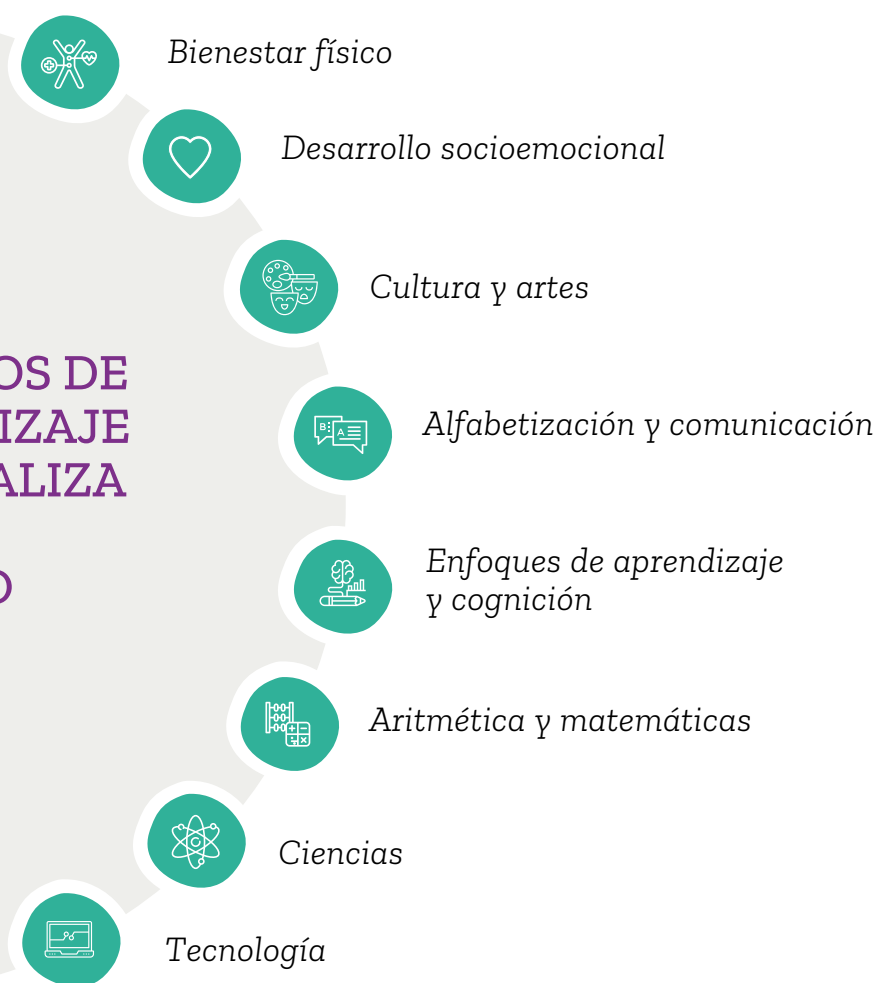 Bienestar físico
Desarrollo socioemocional
Cultura y artes
OS DE
IZAJE
ALIZA
Alfabetización y comunicación
Enfoques de aprendizaje
y cognición
Aritmética y matemáticas
Ciencias
Tecnología